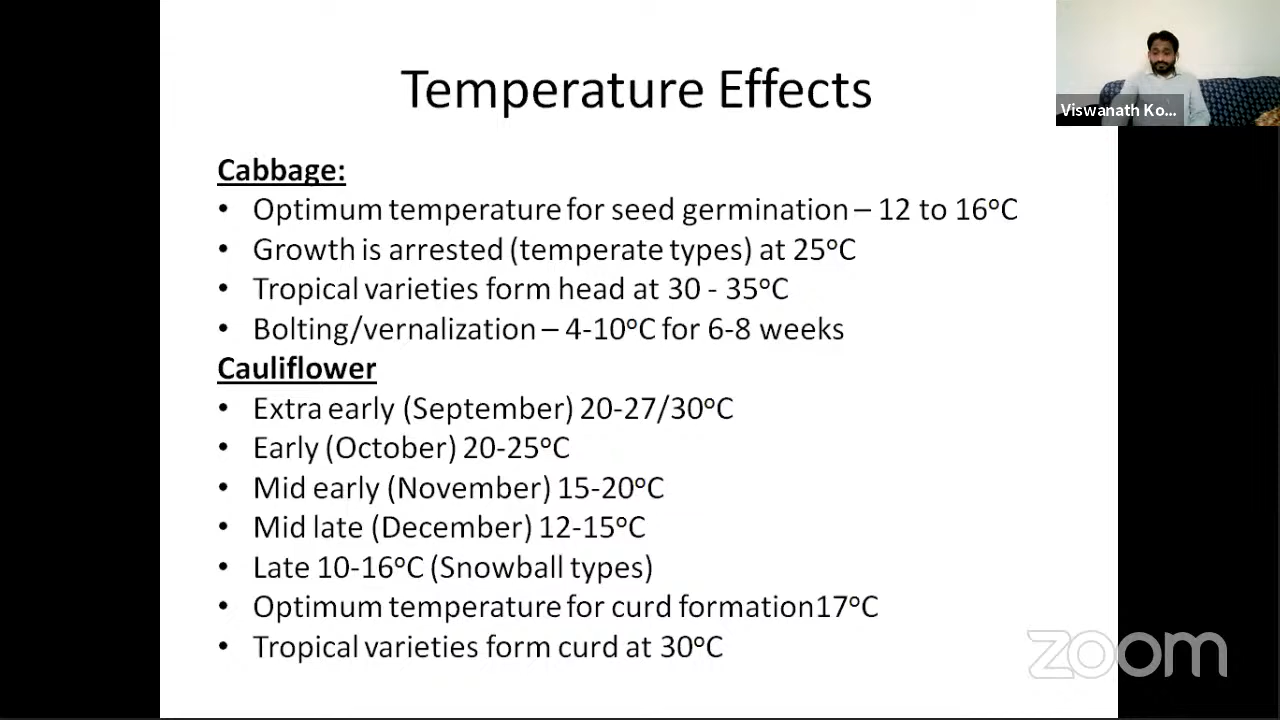 Temperature Effects
Viswanath Ko...
Cabbage:
• Optimum temperature for seed germination – 12 to 16°C
• Growth is arrested (temperate types) at 25°C
• Tropical varieties form head at 30 - 35°C
• Bolting/vernalization – 4-10°C for 6-8 weeks
Cauliflower
• Extra early (September) 20-27/30°C
• Early (October) 20-25°C
• Mid early (November) 15-20°C
• Mid late (December) 12-15°C
• Late 10-16°C (Snowball types)
• Optimum temperature for curd formation17°C
• Tropical varieties form curd at 30°C
zoom